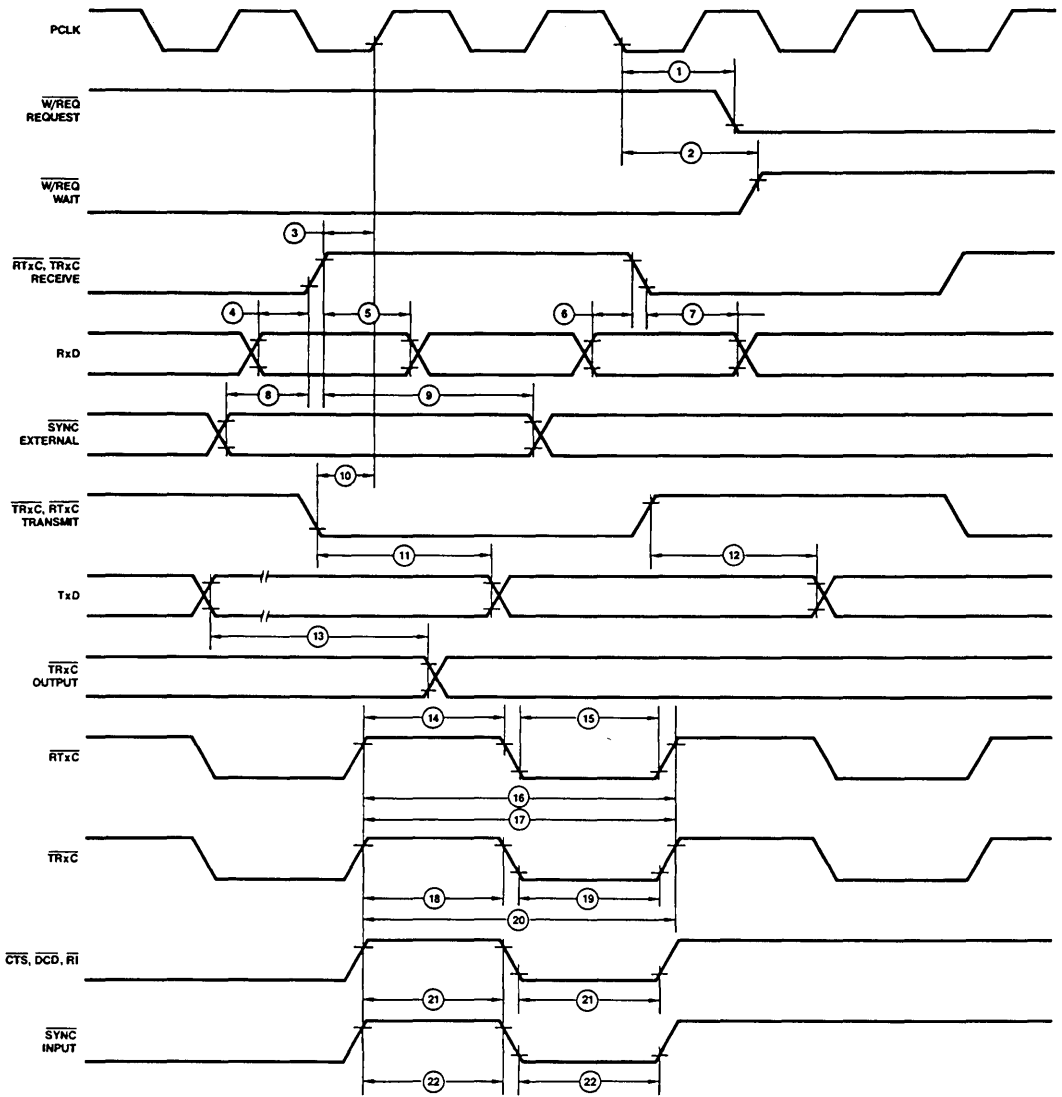 PCLK
1
W/REQ
REQUEST
2
W/REQ
WAIT
3
RTxC, TRxC
RECEIVE
4
5
6
7
RxD
8
9
SYNC
EXTERNAL
10
TRxC, RTxC
TRANSMIT
11
12
TxD
13
TRxC
OUTPUT
14
15
RTxC
16
17
TRxC
18
19
20
CTS, DCD, RI
21
21
SYNC
INPUT
22
22